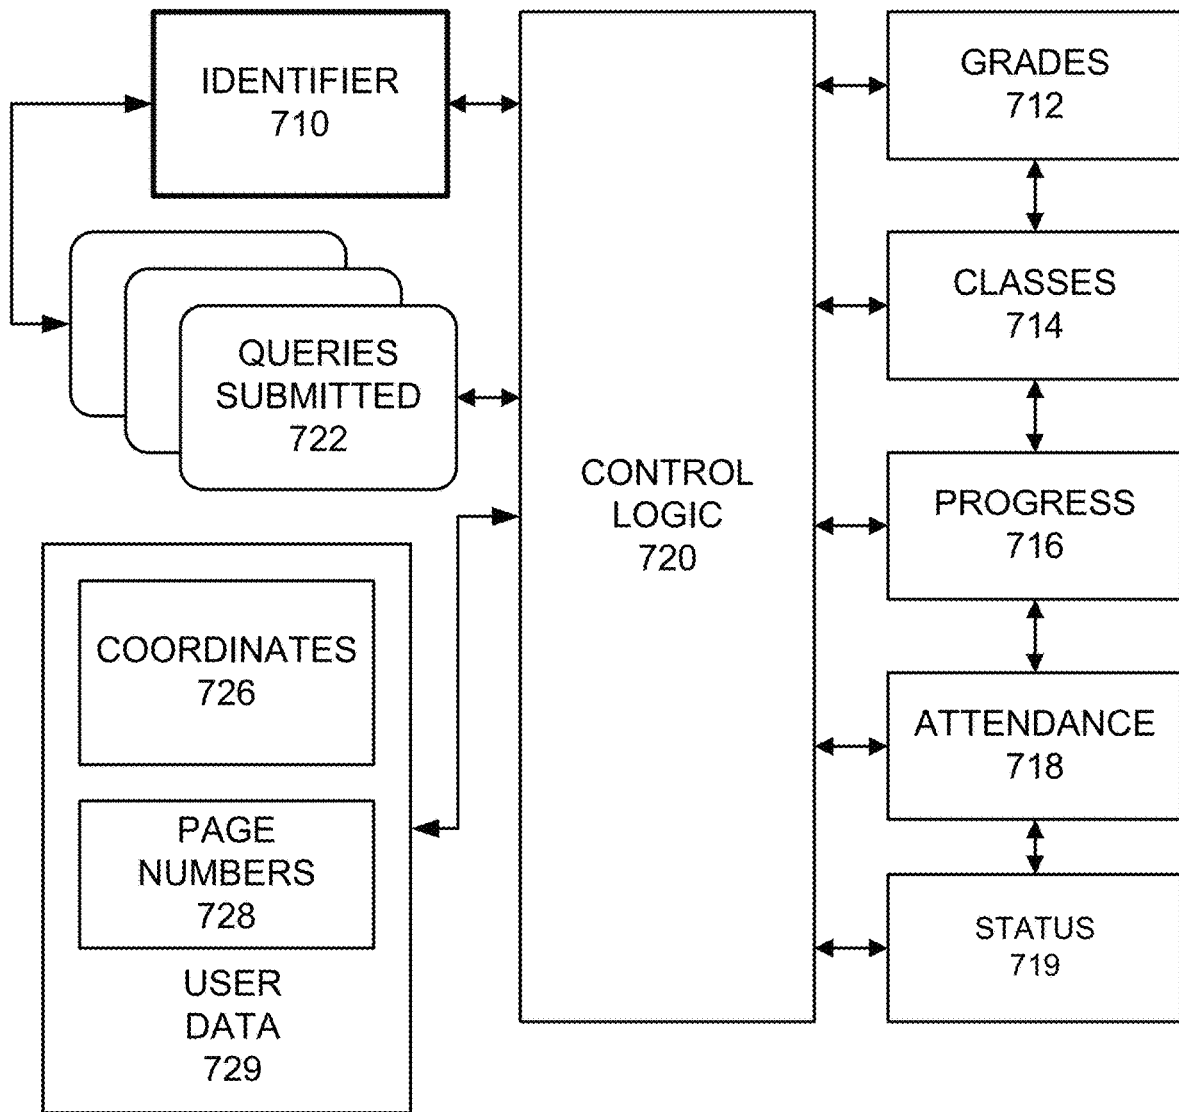 IDENTIFIER
710
QUERIES
SUBMITTED
722
COORDINATES
726
PAGE
NUMBERS
728
USER
DATA
729
CONTROL
LOGIC
720
GRADES
712
CLASSES
714
PROGRESS
716
ATTENDANCE
718
STATUS
719